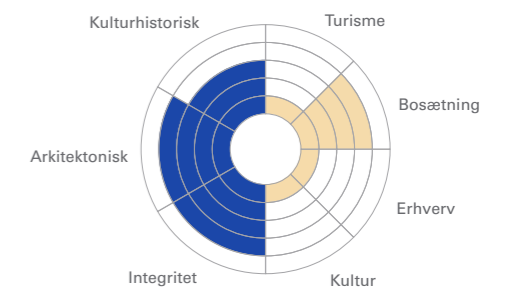 Kulturhistorisk
Turisme
Bosætning
Arkitektonisk
Erhverv
Integritet
Kultur